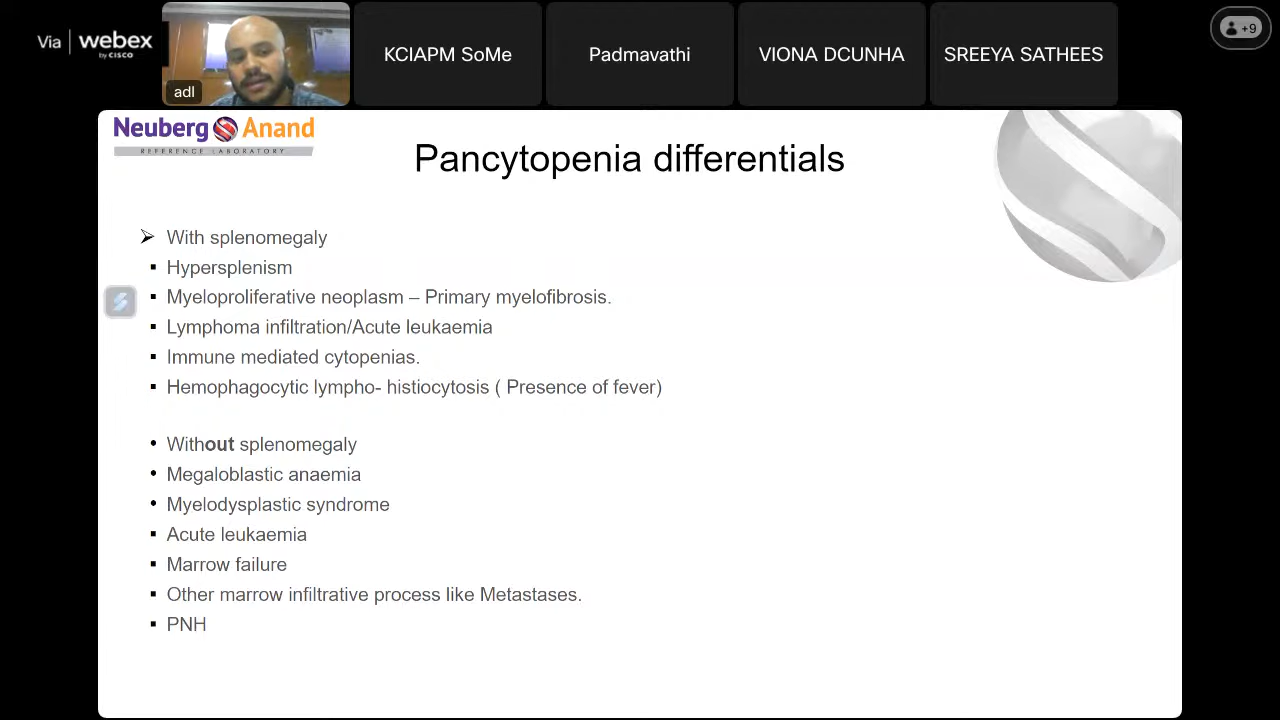 Via webex
by CISCO
adl
KCIAPM SoMe
Padmavathi
VIONA DCUNHA
SREEYA SATHEES
+9
Neuberg Anand
REFERENCE LABORATORY
Pancytopenia differentials
➢ With splenomegaly
▪ Hypersplenism
▪ Myeloproliferative neoplasm – Primary myelofibrosis.
▪ Lymphoma infiltration/Acute leukaemia
▪ Immune mediated cytopenias.
▪ Hemophagocytic lympho- histiocytosis ( Presence of fever)
• Without splenomegaly
• Megaloblastic anaemia
• Myelodysplastic syndrome
▪ Acute leukaemia
▪ Marrow failure
▪ Other marrow infiltrative process like Metastases.
▪ PNH